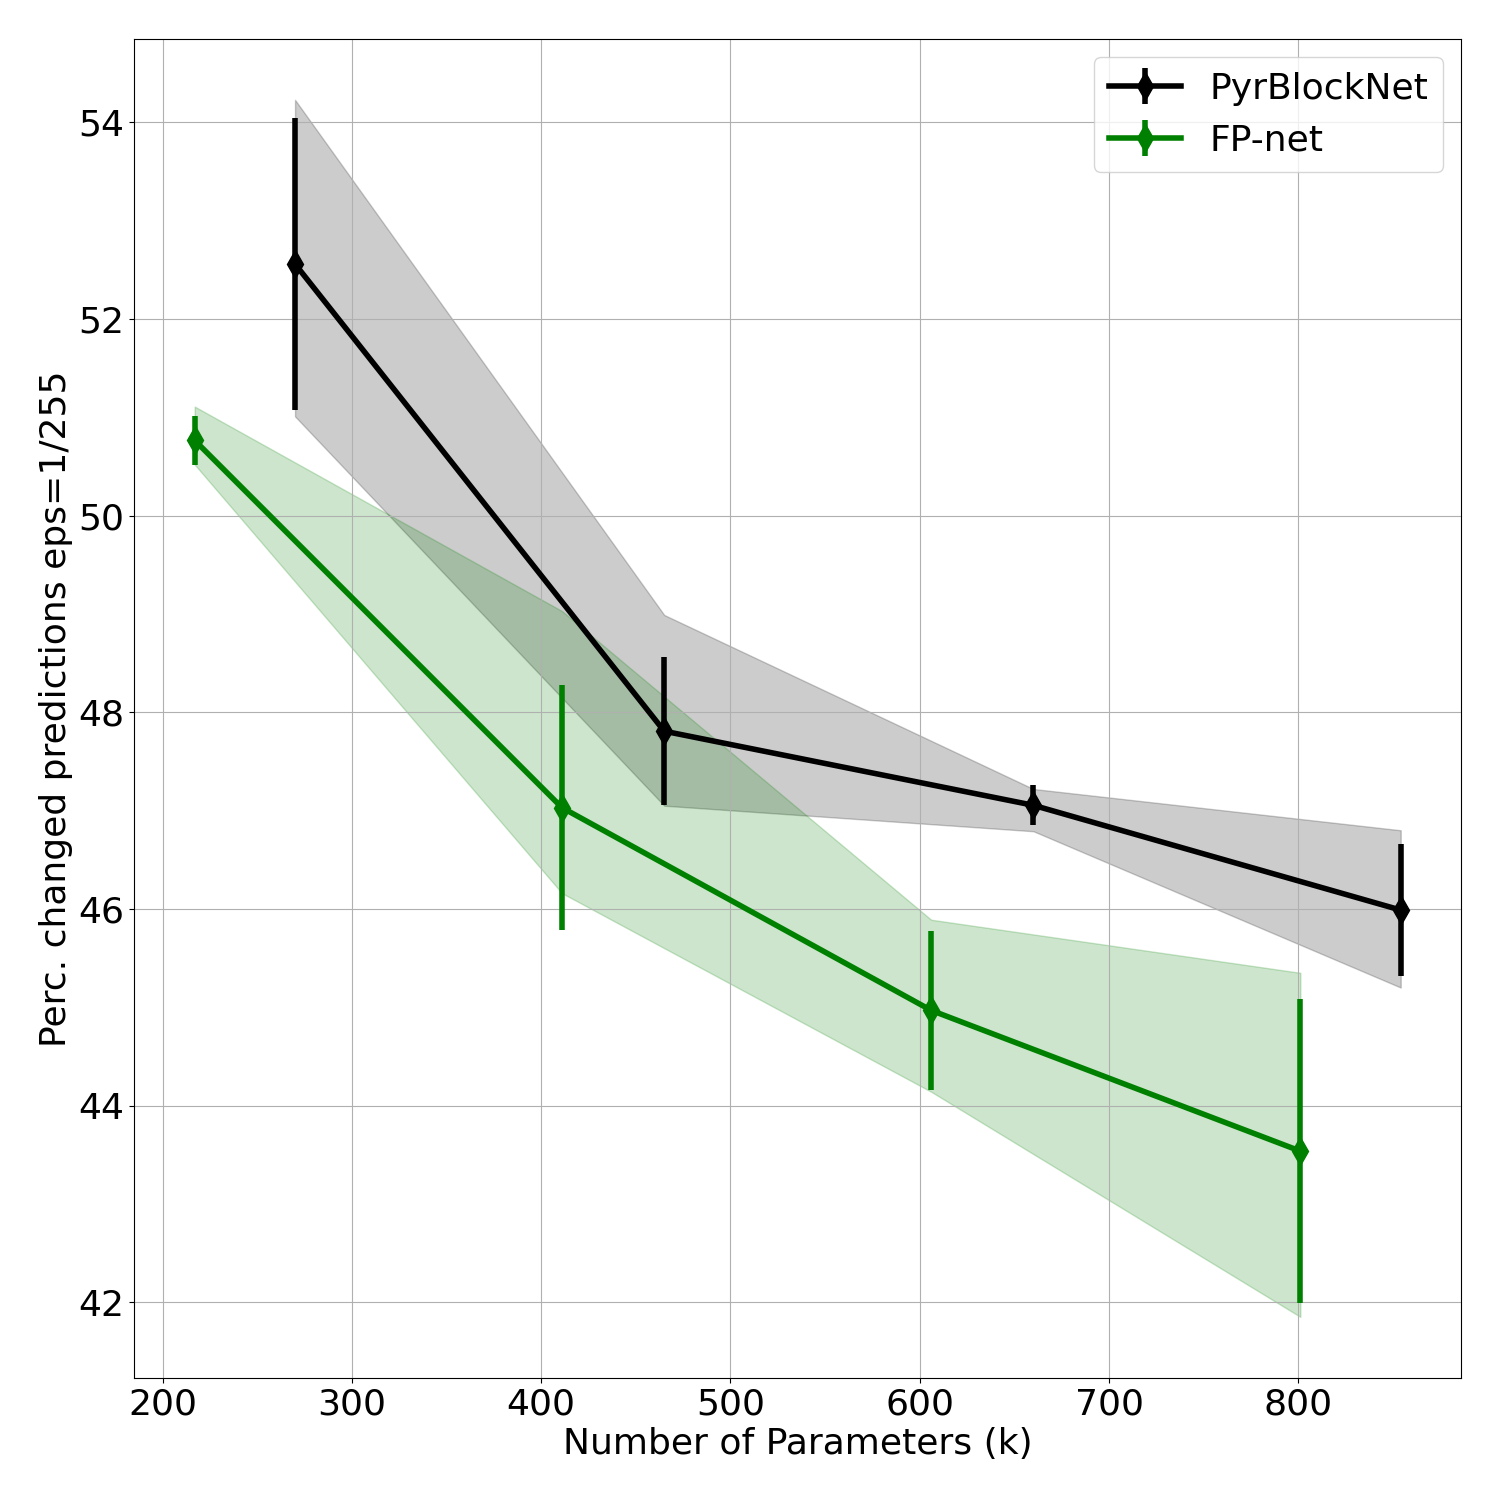 PyrBlockNet
FP-net
Perc. changed predictions eps=1/255
54
52
50
48
46
44
42
200 300 400 500 600 700 800
Number of Parameters (k)